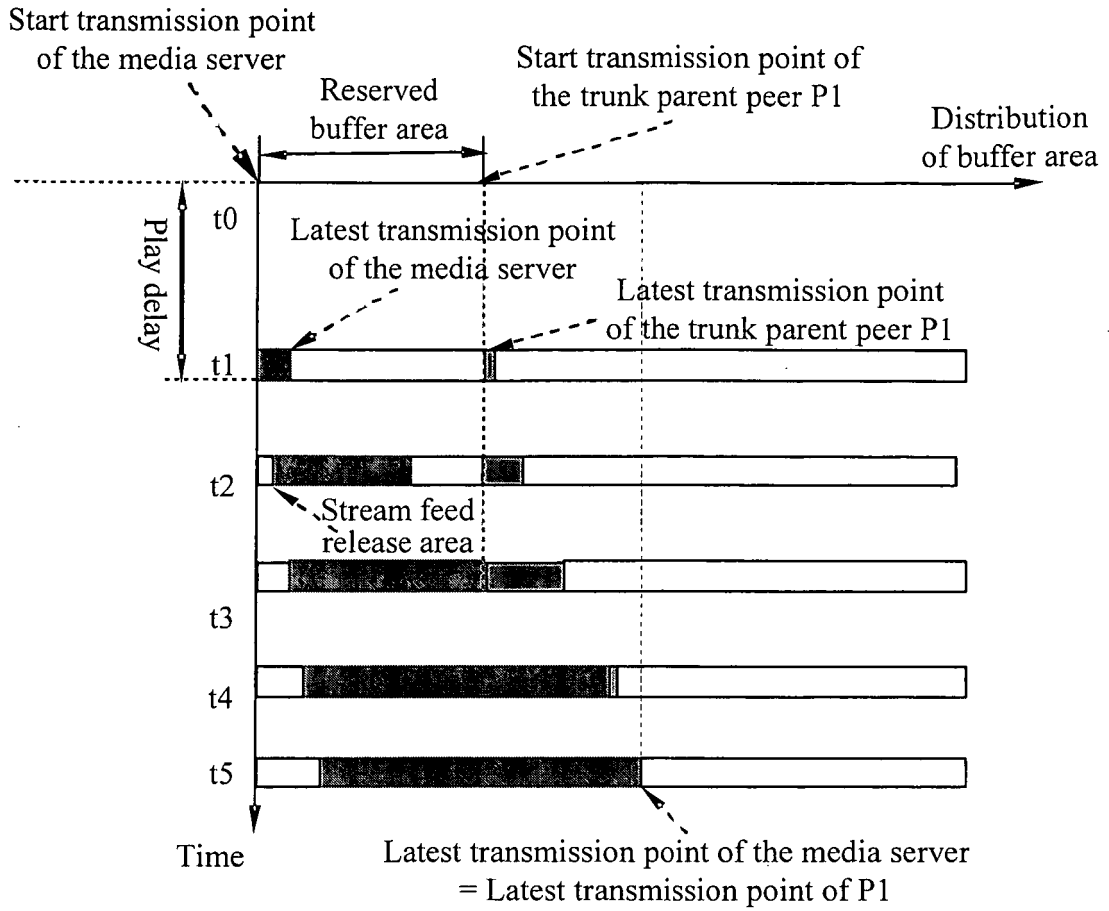 Start transmission point
of the media server
Start transmission point of
the trunk parent peer P1
Reserved
buffer area
Distribution
of buffer area
t0
Play delay
Latest transmission point
of the media server
Latest transmission point
of the trunk parent peer P1
t1
t2
Stream feed
release area
t3
t4
t5
Time
Latest transmission point of the media server
= Latest transmission point of P1